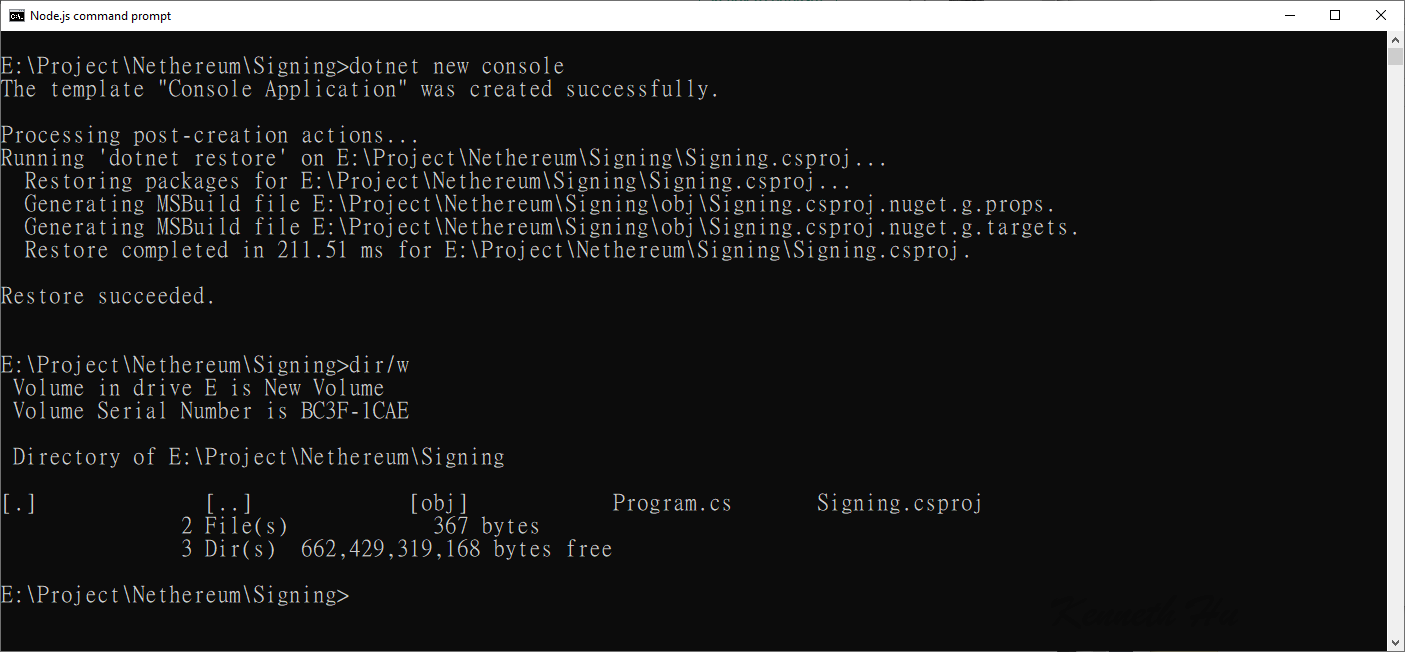 Node.js command prompt
E:\Project\Nethereum\Signing>dotnet new console
The template "Console Application" was created successfully.
Processing post-creation actions...
Running 'dotnet restore' on E:\Project\Nethereum\Signing\Signing.csproj...
  Restoring packages for E:\Project\Nethereum\Signing\Signing.csproj...
  Generating MSBuild file E:\Project\Nethereum\Signing\obj\Signing.csproj.nuget.g.props.
  Generating MSBuild file E:\Project\Nethereum\Signing\obj\Signing.csproj.nuget.g.targets.
  Restore completed in 211.51 ms for E:\Project\Nethereum\Signing\Signing.csproj.
Restore succeeded.
E:\Project\Nethereum\Signing>dir/w
 Volume in drive E is New Volume
 Volume Serial Number is BC3F-1CAE
 Directory of E:\Project\Nethereum\Signing
[.]              [..]             [obj]            Program.cs       Signing.csproj
               2 File(s)            367 bytes
               3 Dir(s)  662,429,319,168 bytes free
E:\Project\Nethereum\Signing>
Kenneth Hu